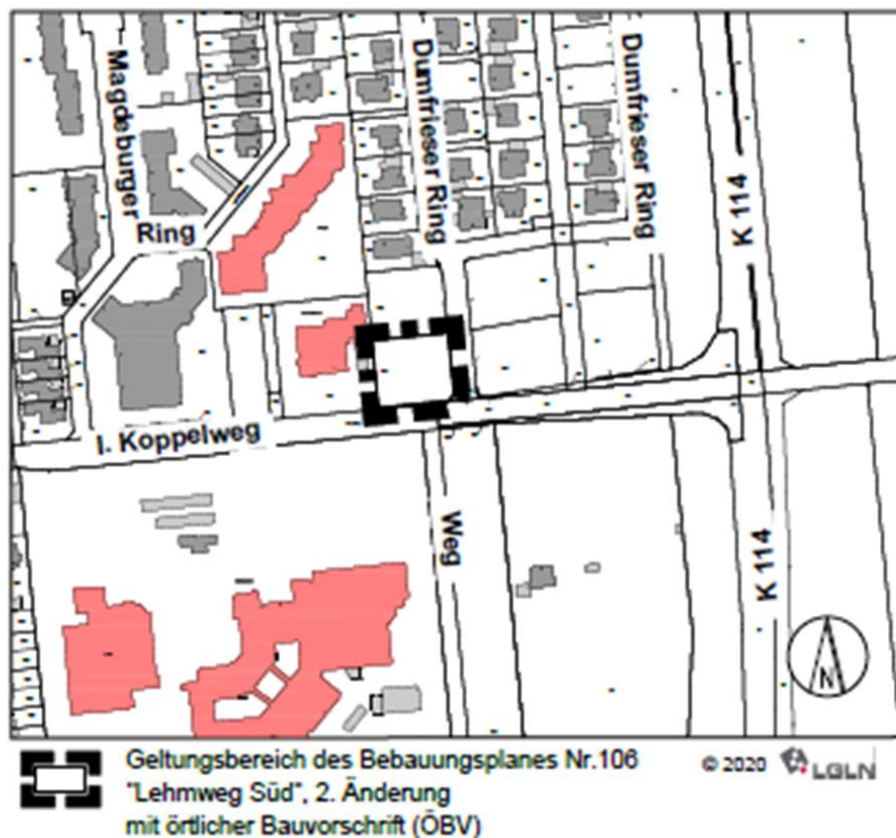 Magdeburger
Ring
Dumfrieser Ring
Dumfrieser Ring
K 114
I. Koppelweg
Weg
K 114
N
Geltungsbereich des Bebauungsplanes Nr.106
"Lehmweg Süd", 2. Änderung
mit örtlicher Bauvorschrift (ÖBV)
© 2020 LGLN